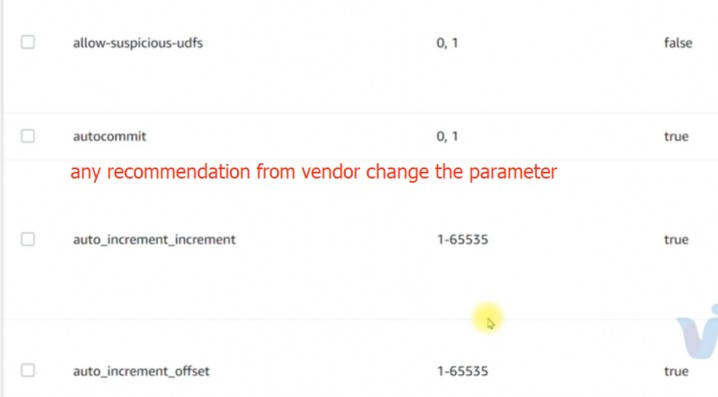 allow-suspicious-udfs 0, 1 false
autocommit 0, 1 true
any recommendation from vendor change the parameter
auto_increment_increment 1-65535 true
auto_increment_offset 1-65535 true